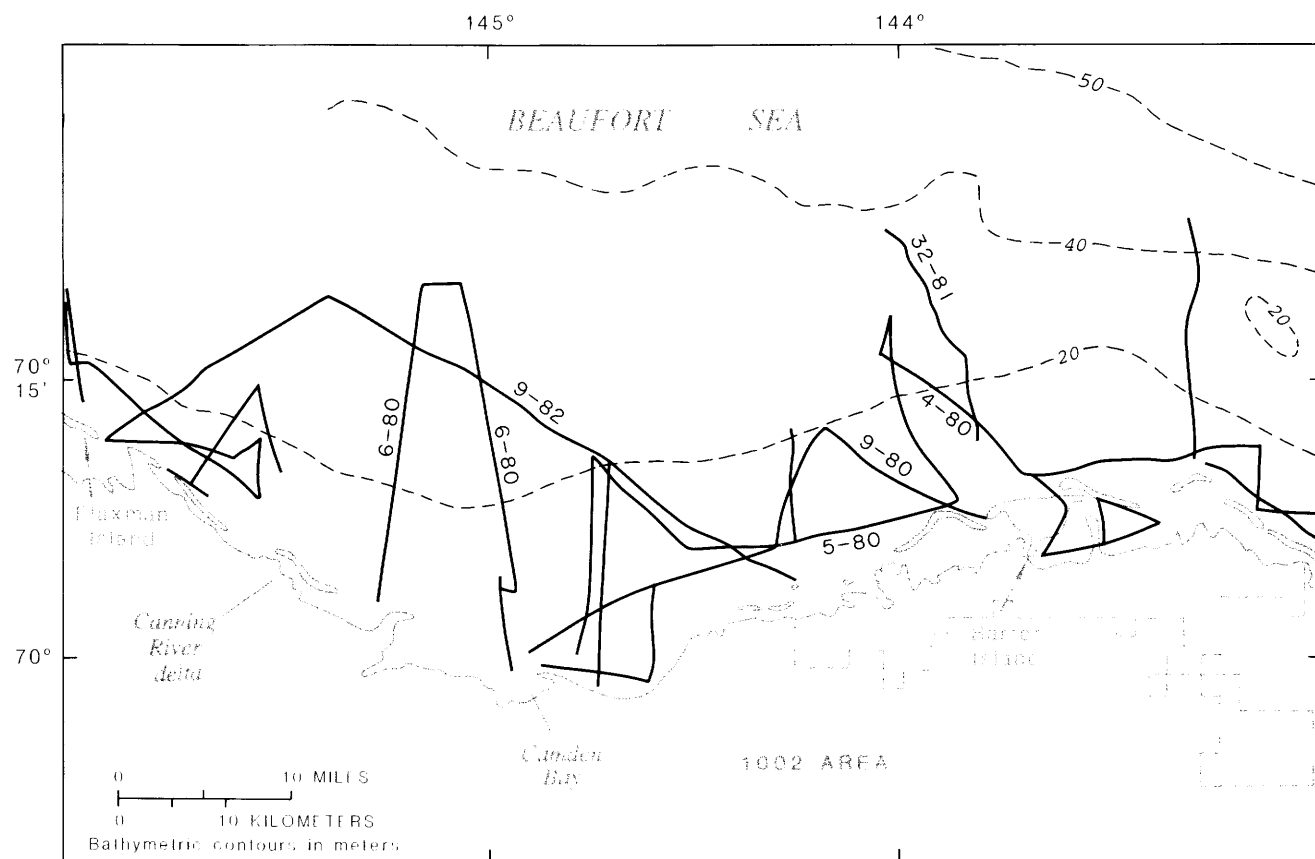 145°
144°
50
BEAUFORT SEA
40
32-81
20
20
70°
15'
9-82
4-80
6-80
6-80
9-80
Flaxman
Island
5-80
Canning
River
delta
Barter
Island
70°
Camden
Bay
1002 AREA
0 10 MILES
0 10 KILOMETERS
Bathymetric contours in meters